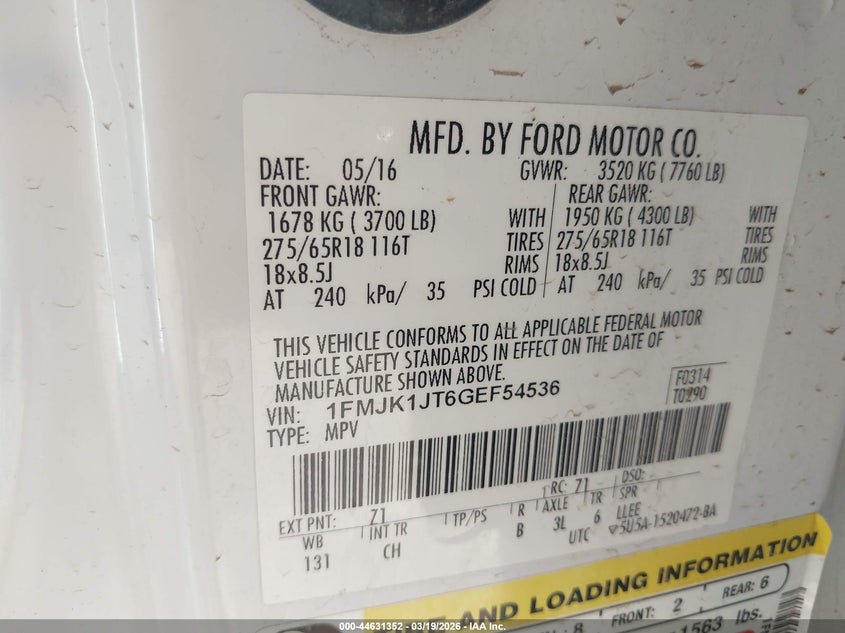 MFD. BY FORD MOTOR CO.
DATE: 05/16 GVWR: 3520 KG ( 7760 LB)
FRONT GAWR: REAR GAWR:
1678 KG ( 3700 LB) WITH 1950 KG ( 4300 LB) WITH
275/65R18 116T TIRES 275/65R18 116T TIRES
18x8.5J RIMS 18x8.5J RIMS
AT 240 kPa/ 35 PSI COLD AT 240 kPa/ 35 PSI COLD
THIS VEHICLE CONFORMS TO ALL APPLICABLE FEDERAL MOTOR
VEHICLE SAFETY STANDARDS IN EFFECT ON THE DATE OF
MANUFACTURE SHOWN ABOVE.
F0314
VIN: 1FMJK1JT6GEF54536
T0290
TYPE: MPV
EXT PNT: Z1 RC: 71 DSO:
WB INT TR TP/PS R AXLE TR SPR
131 CH B 3L 6 LLEE
UTC 5U5A-1520472-BA
AND LOADING INFORMATION
8 FRONT: 2 REAR: 6
1563 lbs.
000-44631352 - 03/19/2026 - IAA Inc.